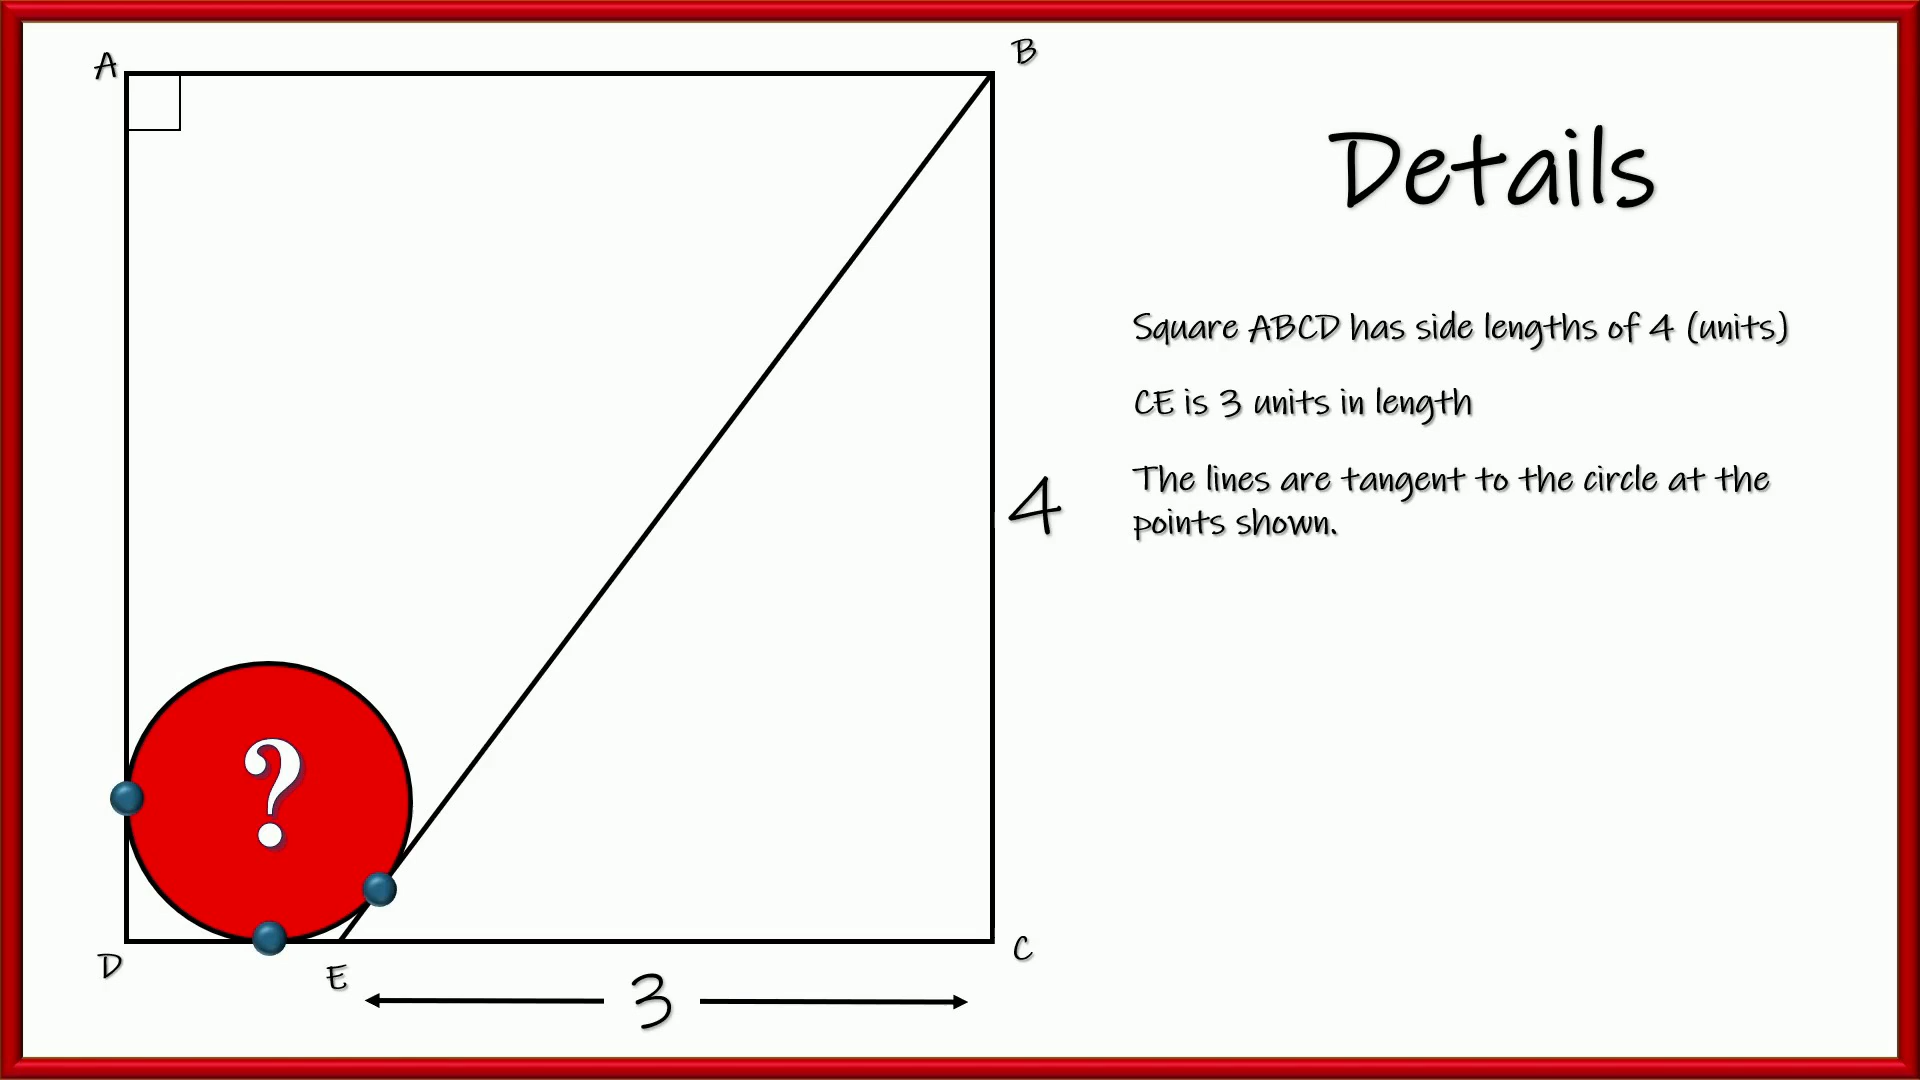 A
B
Details
Square ABCD has side lengths of 4 (units)
CE is 3 units in length
The lines are tangent to the circle at the
points shown.
4
?
D
E
C
3